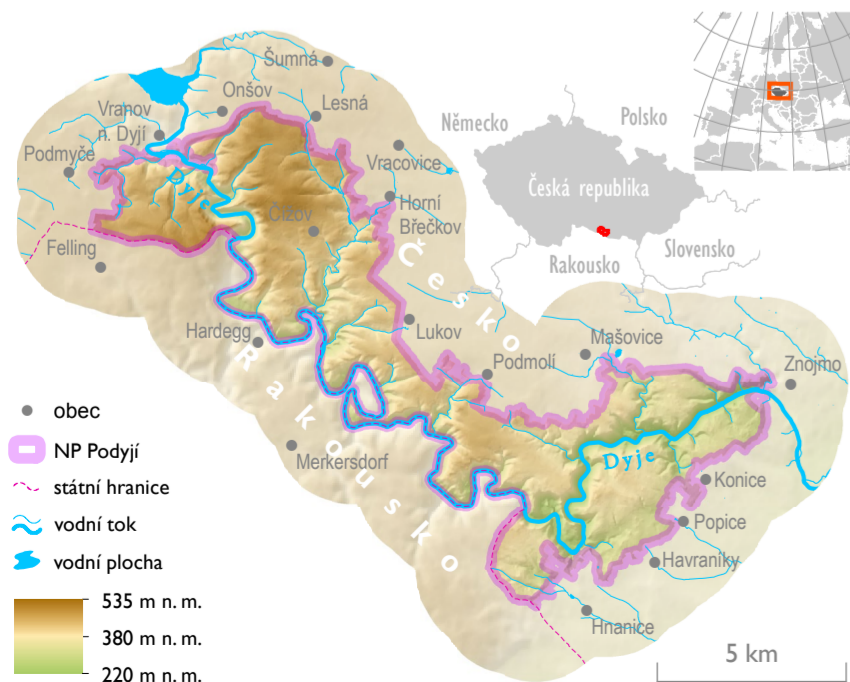 Šumná
Onšov
Lesná
Vranov
n. Dyjí
Podmyče
Vracovice
Dyje
Horní
Břečkov
Čížov
Felling
Česko
Hardegg
Lukov
Rakousko
Podmolí
Mašovice
Znojmo
Merkersdorf
Dyje
Konice
Popice
Havraníky
Hnanice
Německo
Polsko
Česká republika
Slovensko
Rakousko
obec
NP Podyjí
státní hranice
vodní tok
vodní plocha
535 m n. m.
380 m n. m.
220 m n. m.
5 km